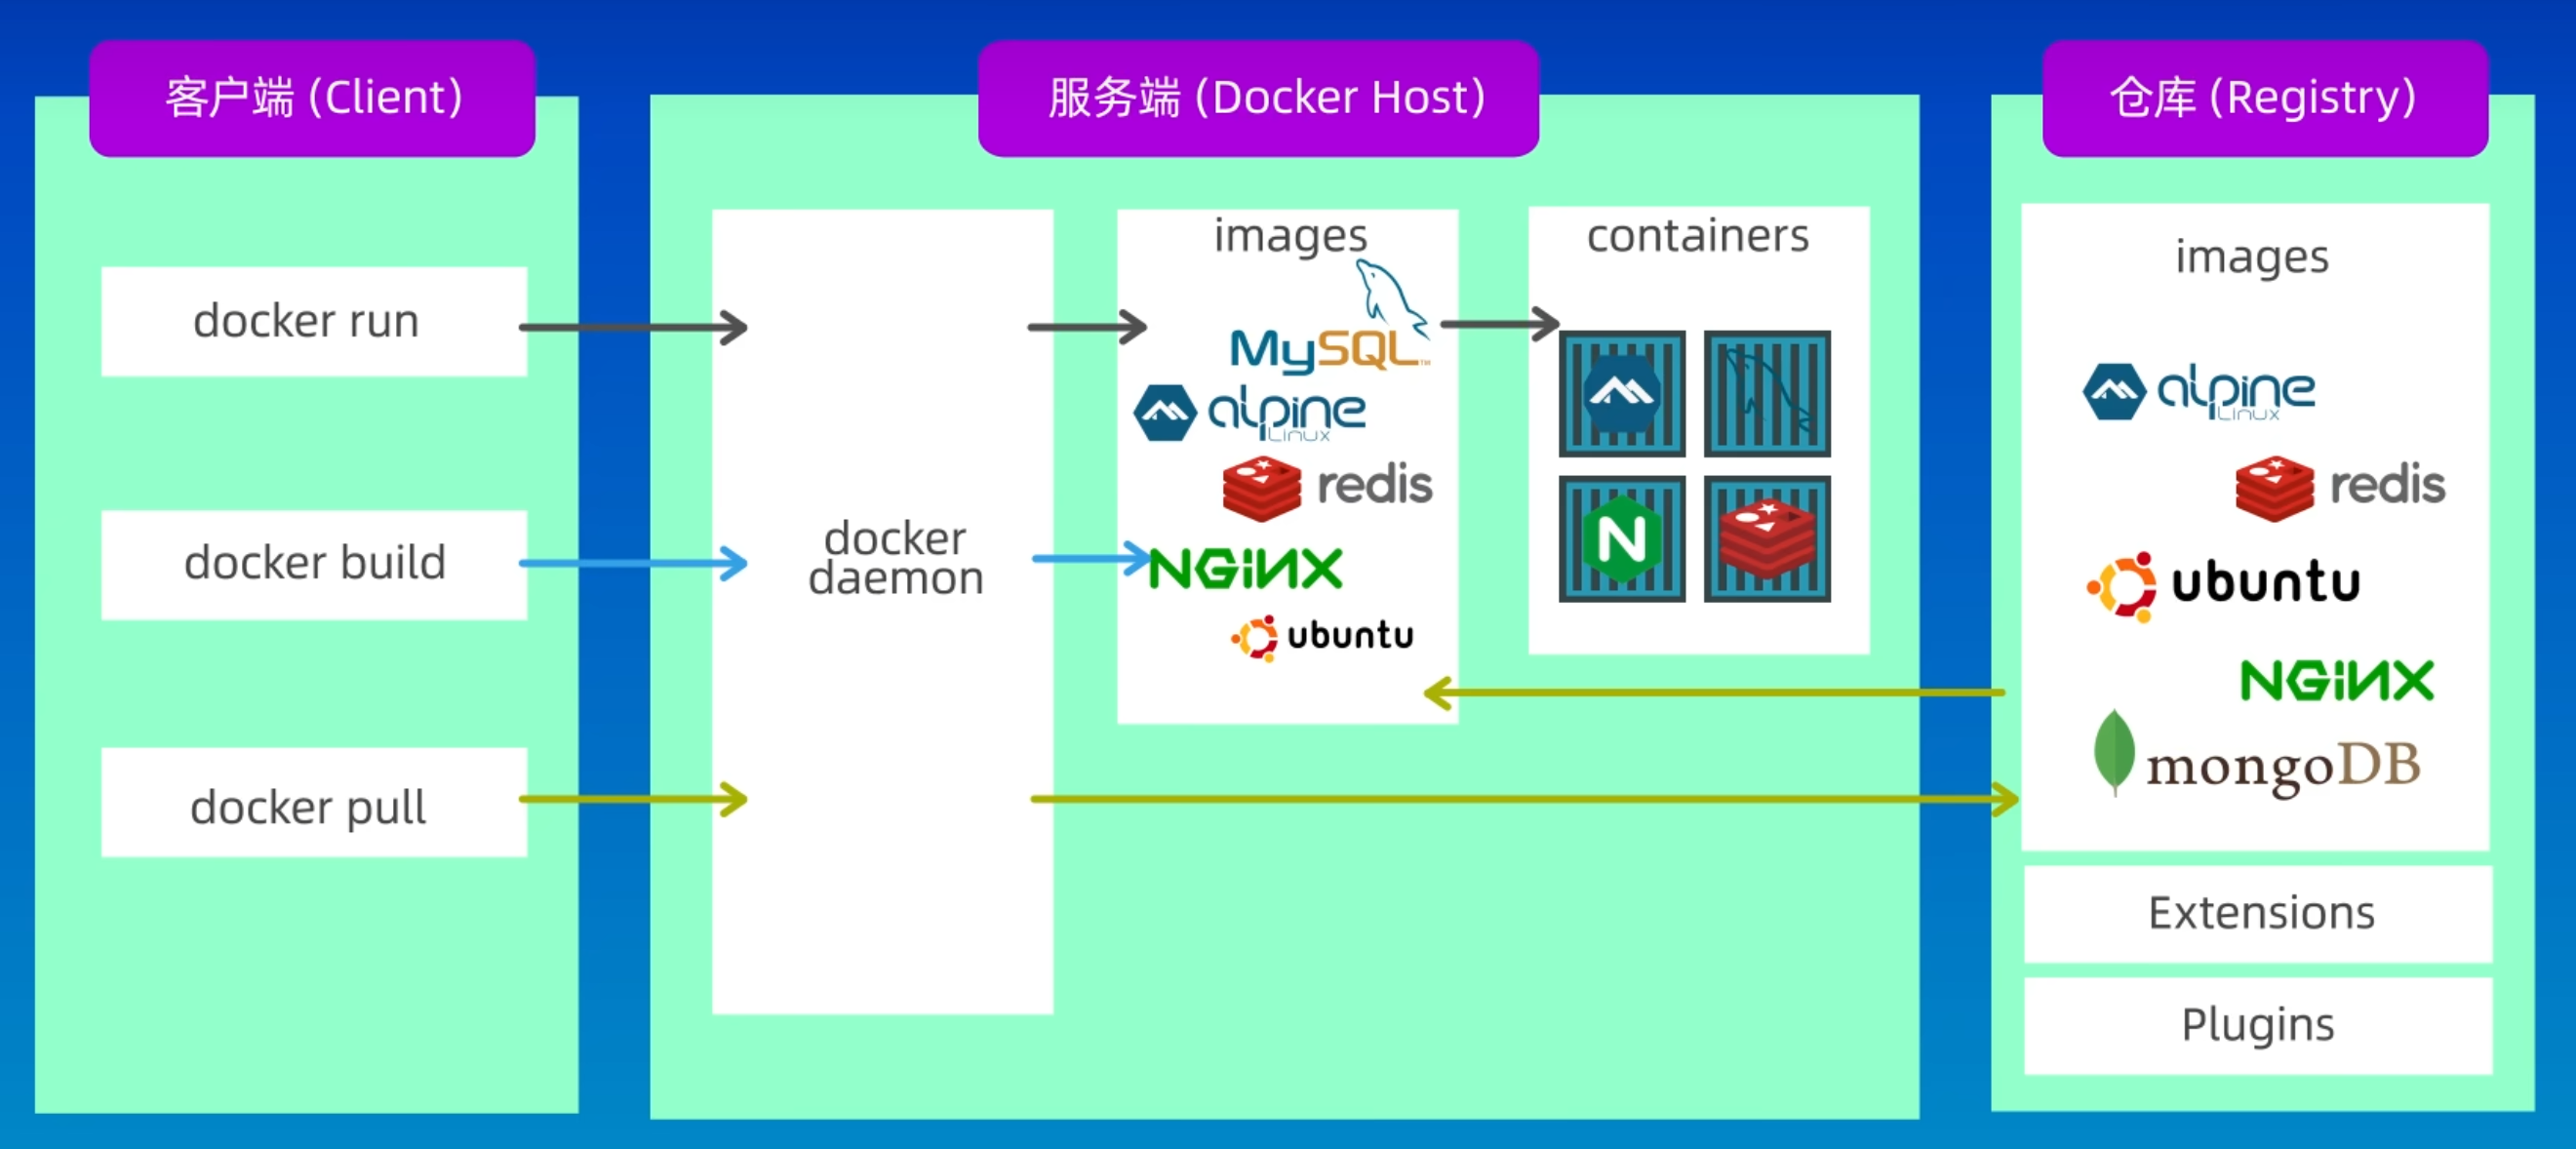 客户端 (Client)
docker run
docker build
docker pull
服务端 (Docker Host)
docker
daemon
images
MySQL™
alpine
Linux
redis
NGINX
ubuntu
containers
N
仓库 (Registry)
images
alpine
Linux
redis
ubuntu
NGINX
mongoDB
Extensions
Plugins